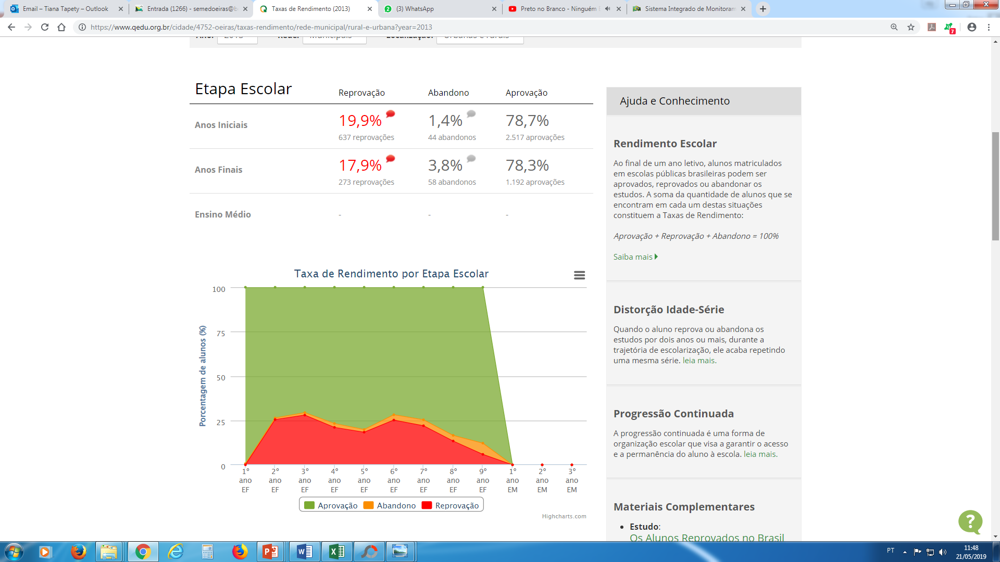 Email – Tiana Tapety – Outlook
Entrada (1266) - semedoeiras@b
Taxas de Rendimento (2013)
(3) WhatsApp
Preto no Branco - Ninguém E
Sistema Integrado de Monitoram
https://www.qedu.org.br/cidade/4752-oeiras/taxas-rendimento/rede-municipal/rural-e-urbana?year=2013
7
Ano: 2013 Rede: Municipais Localização: Urbanas e rurais
Etapa Escolar Reprovação Abandono Aprovação
Anos Iniciais 19,9% 1,4% 78,7%
637 reprovações 44 abandonos 2.517 aprovações
Anos Finais 17,9% 3,8% 78,3%
273 reprovações 58 abandonos 1.192 aprovações
Ensino Médio - - -
Taxa de Rendimento por Etapa Escolar
Porcentagem de alunos (%)
100
75
50
25
0
1º ano EF
2º ano EF
3º ano EF
4º ano EF
5º ano EF
6º ano EF
7º ano EF
8º ano EF
9º ano EF
1º ano EM
2º ano EM
3º ano EM
Aprovação Abandono Reprovação
Highcharts.com
Ajuda e Conhecimento
Rendimento Escolar
Ao final de um ano letivo, alunos matriculados
em escolas públicas brasileiras podem ser
aprovados, reprovados ou abandonar os
estudos. A soma da quantidade de alunos que se
encontram em cada um destas situações
constituem a Taxas de Rendimento:
Aprovação + Reprovação + Abandono = 100%
Saiba mais
Distorção Idade-Série
Quando o aluno reprova ou abandona os
estudos por dois anos ou mais, durante a
trajetória de escolarização, ele acaba repetindo
uma mesma série. leia mais.
Progressão Continuada
A progressão continuada é uma forma de
organização escolar que visa a garantir o acesso
e a permanência do aluno à escola. leia mais.
Materiais Complementares
Estudo:
Os Alunos Reprovados no Brasil
?
PT
11:48
21/05/2019